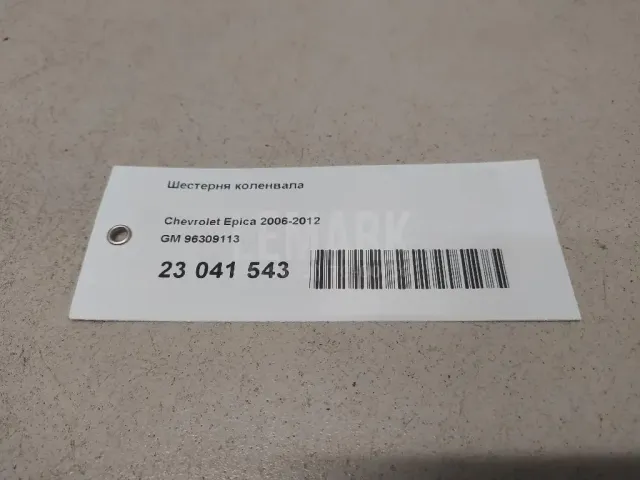 Шестерня коленвала
Chevrolet Epica 2006-2012
GM 96309113
23 041 543